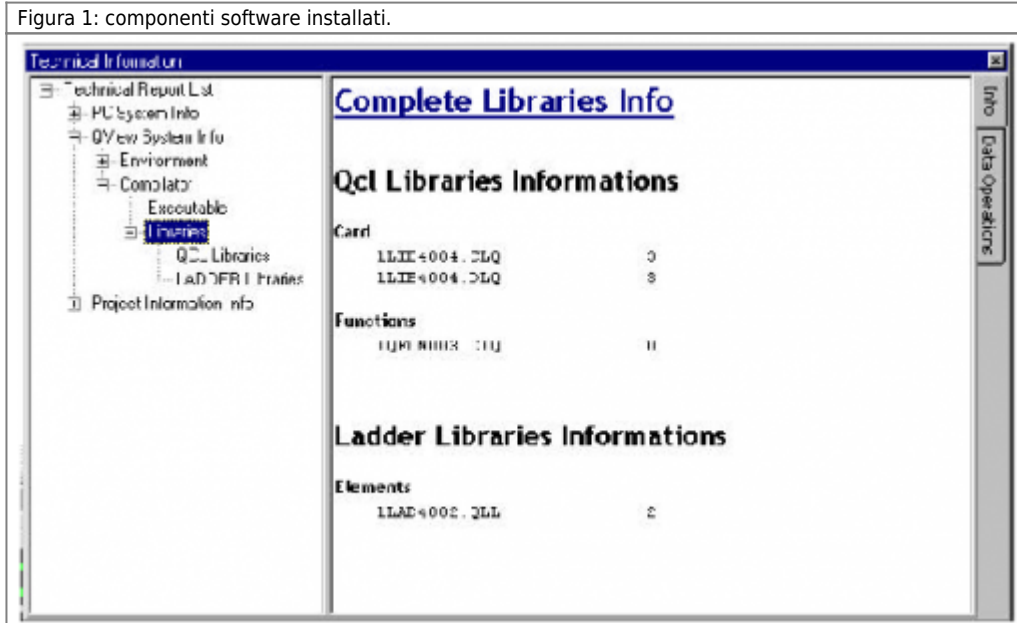 Figura 1: componenti software installati.
Technical Information
Technical Report List
PC System Info
QView System Info
Enviroment
Compilator
Executable
Libraries
QCL Libraries
LADDER Libraries
Project Information Info
Complete Libraries Info
Qcl Libraries Informations
Card
Functions
Ladder Libraries Informations
Elements
Info
Data Operations